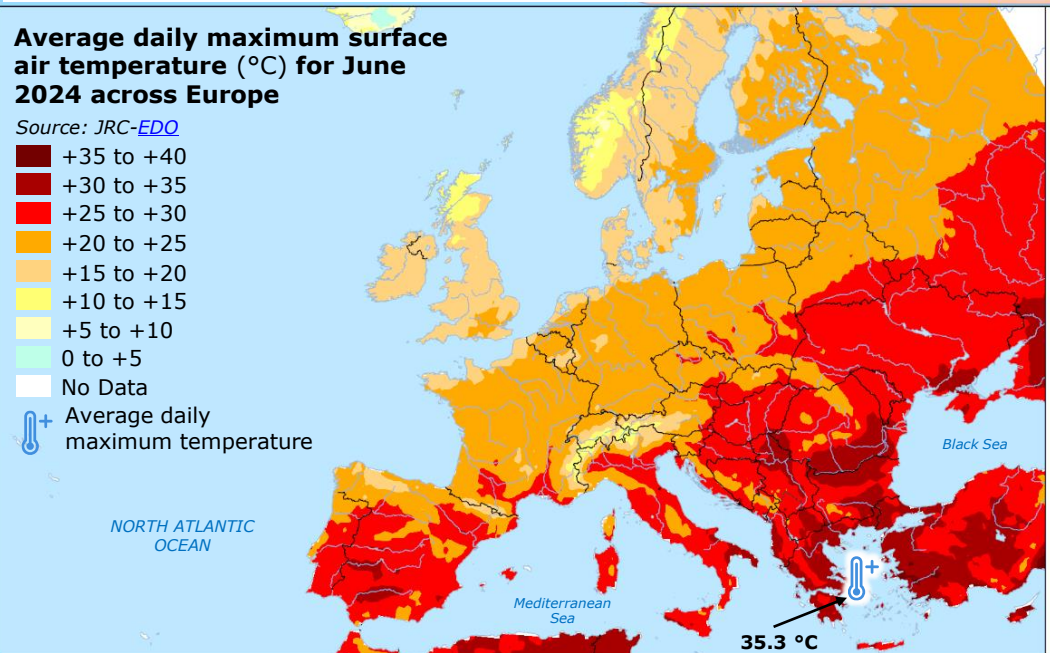 Average daily maximum surface
air temperature (°C) for June
2024 across Europe
Source: JRC-EDO
+35 to +40
+30 to +35
+25 to +30
+20 to +25
+15 to +20
+10 to +15
+5 to +10
0 to +5
No Data
Average daily
maximum temperature
Black Sea
NORTH ATLANTIC
OCEAN
Mediterranean
Sea
35.3 °C